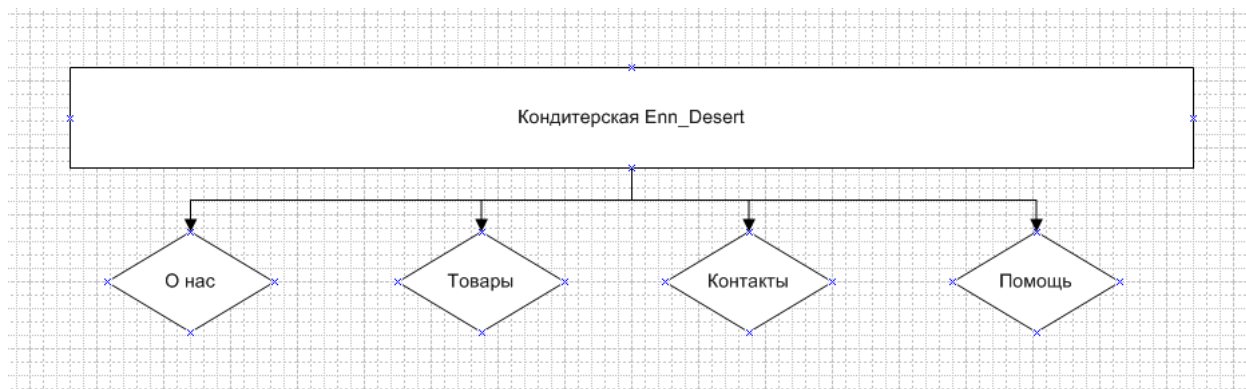 Кондитерская Enn_Desert
О нас
Товары
Контакты
Помощь